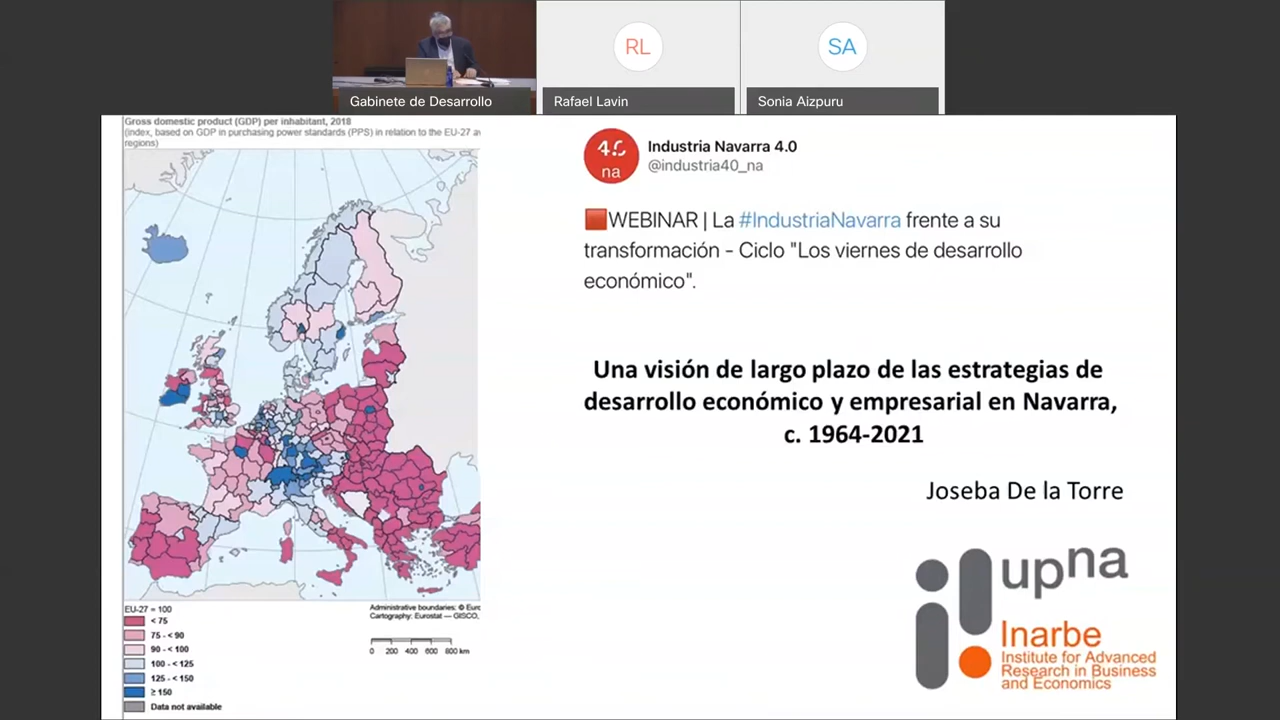 RL
SA
Gabinete de Desarrollo
Rafael Lavin
Sonia Aizpuru
Gross domestic product (GDP) per inhabitant, 2018
(index, based on GDP in purchasing power standards (PPS) in relation to the EU-27 av
regions)
EU-27 = 100
< 75
75 - < 90
90 - < 100
100 - < 125
125 - < 150
≥ 150
Data not available
Administrative boundaries: © Euro
Cartography: Eurostat — GISCO,
0 200 400 600 800 km
na
Industria Navarra 4.0
@industria40_na
WEBINAR | La #IndustriaNavarra frente a su
transformación - Ciclo "Los viernes de desarrollo
económico".
Una visión de largo plazo de las estrategias de
desarrollo económico y empresarial en Navarra,
c. 1964-2021
Joseba De la Torre
upna
Inarbe
Institute for Advanced
Research in Business
and Economics